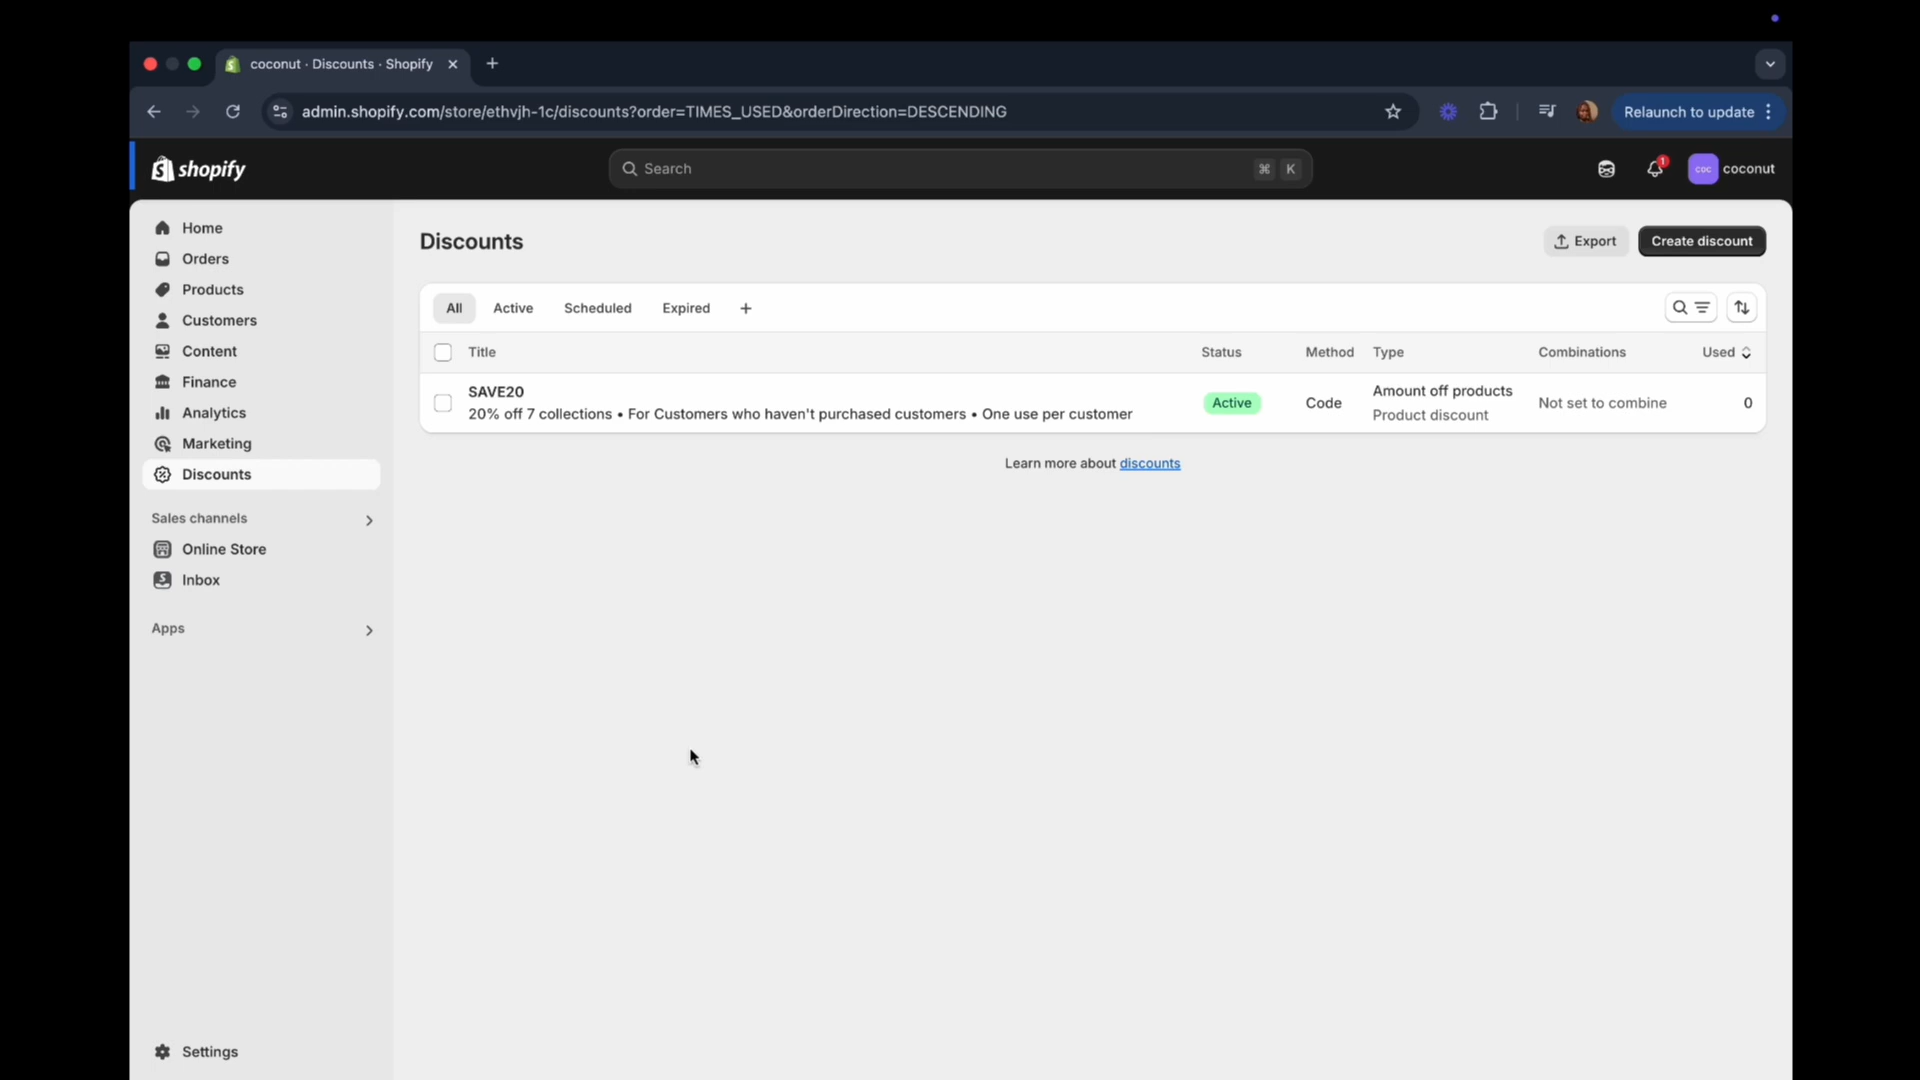 coconut · Discounts · Shopify
admin.shopify.com/store/ethvjh-1c/discounts?order=TIMES_USED&orderDirection=DESCENDING
Relaunch to update
shopify
Search
⌘ K
1
coc
coconut
Home
Orders
Products
Customers
Content
Finance
Analytics
Marketing
Discounts
Sales channels
Online Store
Inbox
Apps
Settings
Discounts
Export
Create discount
All Active Scheduled Expired +
Title Status Method Type Combinations Used
SAVE20
20% off 7 collections • For Customers who haven't purchased customers • One use per customer
Active
Code
Amount off products
Product discount
Not set to combine
0
Learn more about discounts